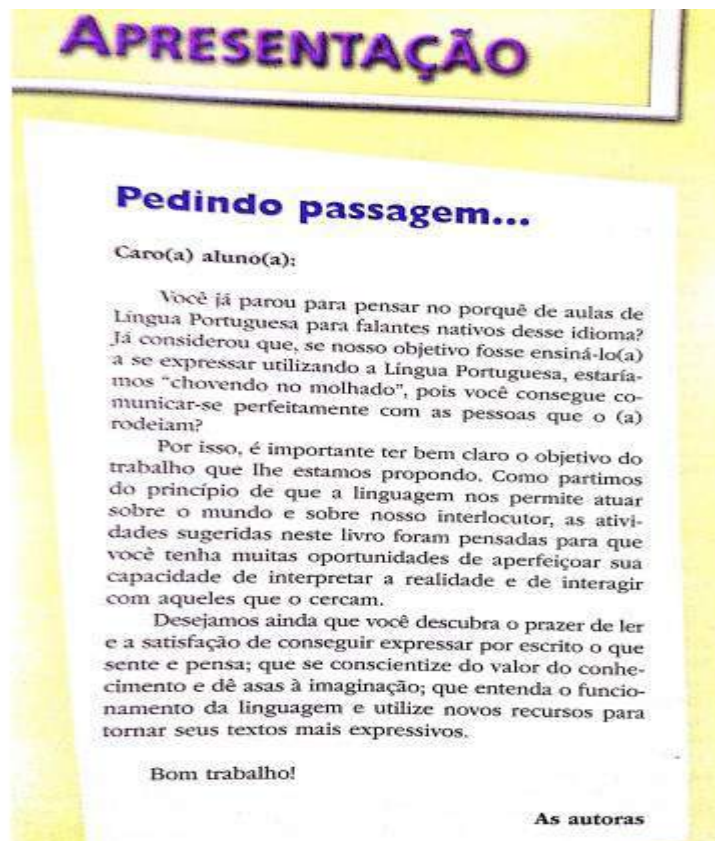 APRESENTAÇÃO
Pedindo passagem...
Caro(a) aluno(a):
Você já parou para pensar no porquê de aulas de
Língua Portuguesa para falantes nativos desse idioma?
Já considerou que, se nosso objetivo fosse ensiná-lo(a)
a se expressar utilizando a Língua Portuguesa, estaría-
mos “chovendo no molhado”, pois você consegue co-
municar-se perfeitamente com as pessoas que o (a)
rodeiam?
Por isso, é importante ter bem claro o objetivo do
trabalho que lhe estamos propondo. Como partimos
do princípio de que a linguagem nos permite atuar
sobre o mundo e sobre nosso interlocutor, as ativi-
dades sugeridas neste livro foram pensadas para que
você tenha muitas oportunidades de aperfeiçoar sua
capacidade de interpretar a realidade e de interagir
com aqueles que o cercam.
Desejamos ainda que você descubra o prazer de ler
e a satisfação de conseguir expressar por escrito o que
sente e pensa; que se conscientize do valor do conhe-
cimento e dê asas à imaginação; que entenda o funcio-
namento da linguagem e utilize novos recursos para
tornar seus textos mais expressivos.
Bom trabalho!
As autoras